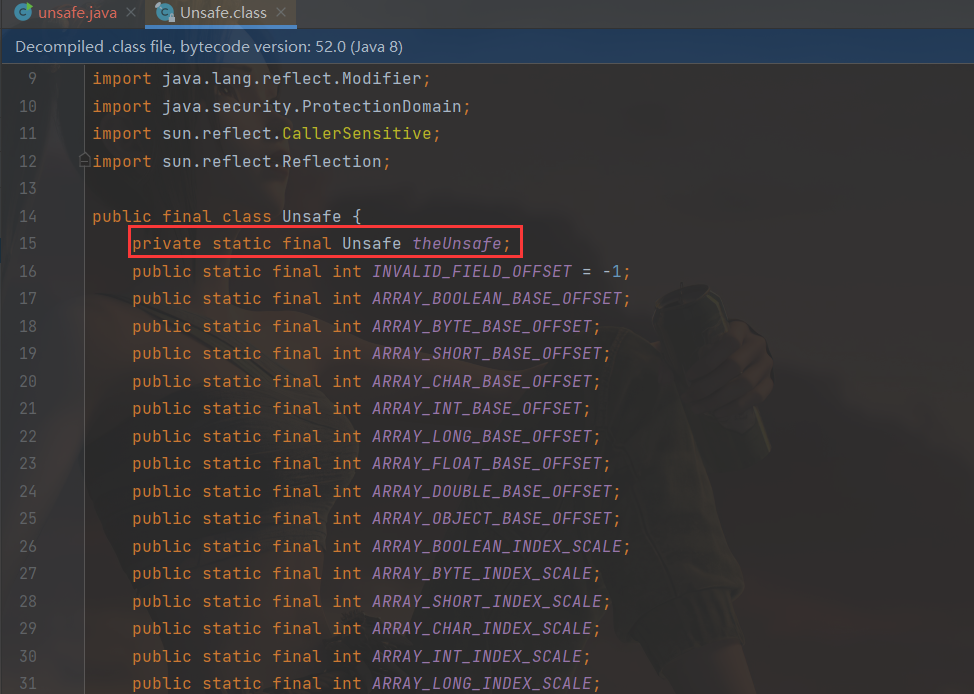 unsafe.java Unsafe.class
Decompiled .class file, bytecode version: 52.0 (Java 8)
9 import java.lang.reflect.Modifier;
10 import java.security.ProtectionDomain;
11 import sun.reflect.CallerSensitive;
12 import sun.reflect.Reflection;
13
14 public final class Unsafe {
15 private static final Unsafe theUnsafe;
16 public static final int INVALID_FIELD_OFFSET = -1;
17 public static final int ARRAY_BOOLEAN_BASE_OFFSET;
18 public static final int ARRAY_BYTE_BASE_OFFSET;
19 public static final int ARRAY_SHORT_BASE_OFFSET;
20 public static final int ARRAY_CHAR_BASE_OFFSET;
21 public static final int ARRAY_INT_BASE_OFFSET;
22 public static final int ARRAY_LONG_BASE_OFFSET;
23 public static final int ARRAY_FLOAT_BASE_OFFSET;
24 public static final int ARRAY_DOUBLE_BASE_OFFSET;
25 public static final int ARRAY_OBJECT_BASE_OFFSET;
26 public static final int ARRAY_BOOLEAN_INDEX_SCALE;
27 public static final int ARRAY_BYTE_INDEX_SCALE;
28 public static final int ARRAY_SHORT_INDEX_SCALE;
29 public static final int ARRAY_CHAR_INDEX_SCALE;
30 public static final int ARRAY_INT_INDEX_SCALE;
31 public static final int ARRAY_LONG_INDEX_SCALE;